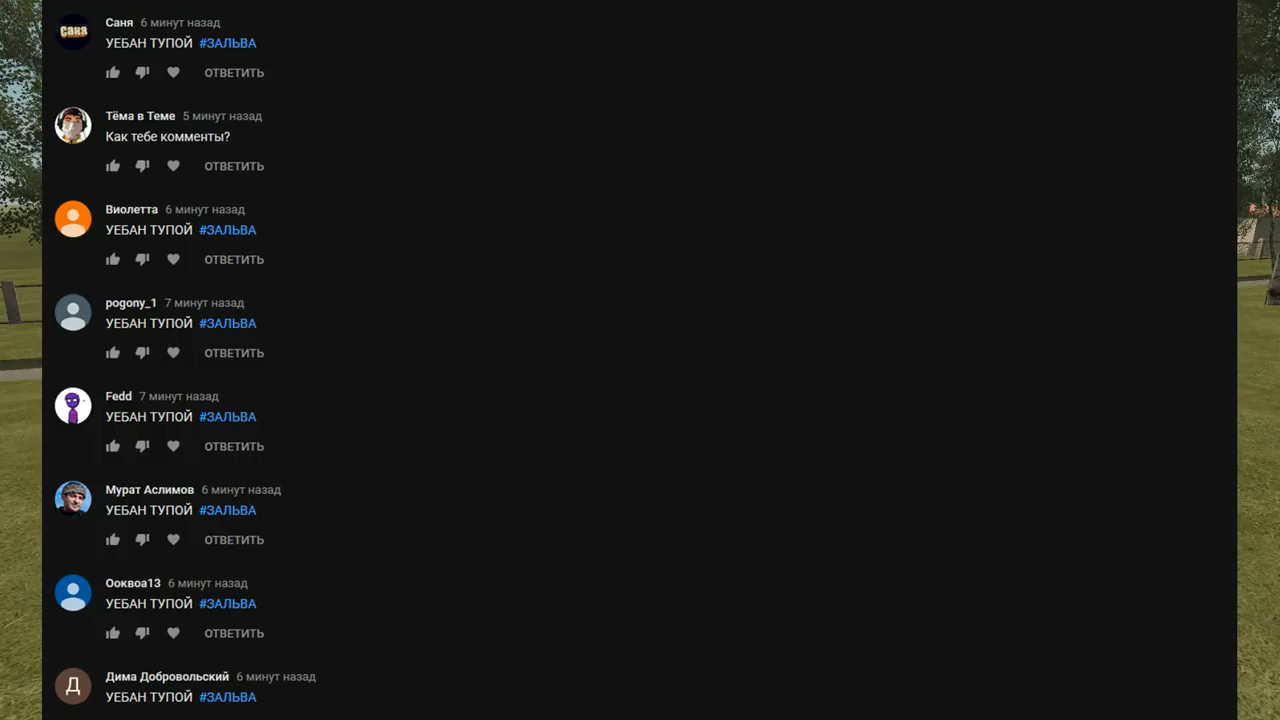 Саня
Саня 6 минут назад
УЕБАН ТУПОЙ #ЗАЛЬВА
ОТВЕТИТЬ
Тёма в Теме 5 минут назад
Как тебе комменты?
ОТВЕТИТЬ
Виолетта 6 минут назад
УЕБАН ТУПОЙ #ЗАЛЬВА
ОТВЕТИТЬ
pogony_1 7 минут назад
УЕБАН ТУПОЙ #ЗАЛЬВА
ОТВЕТИТЬ
Fedd 7 минут назад
УЕБАН ТУПОЙ #ЗАЛЬВА
ОТВЕТИТЬ
Мурат Аслимов 6 минут назад
УЕБАН ТУПОЙ #ЗАЛЬВА
ОТВЕТИТЬ
Ооквоа13 6 минут назад
УЕБАН ТУПОЙ #ЗАЛЬВА
ОТВЕТИТЬ
Д
Дима Добровольский 6 минут назад
УЕБАН ТУПОЙ #ЗАЛЬВА